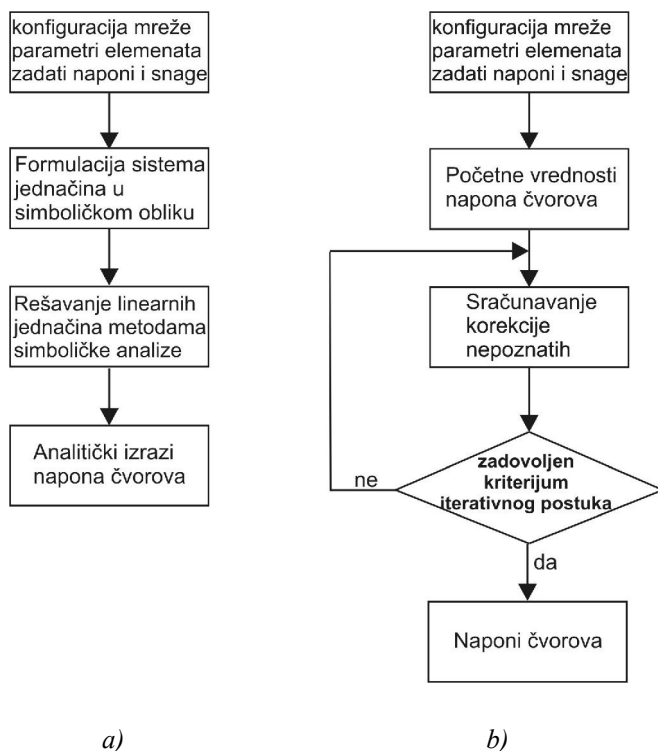 konfiguracija mreže
parametri elemenata
zadati naponi i snage
Formulacija sistema
jednačina u
simboličkom obliku
Rešavanje linearnih
jednačina metodama
simboličke analize
Analitički izrazi
napona čvorova
a)
konfiguracija mreže
parametri elemenata
zadati naponi i snage
Početne vrednosti
napona čvorova
Sračunavanje
korekcije
nepoznatih
zadovoljen
kriterijum
iterativnog postuka
ne
da
Naponi čvorova
b)